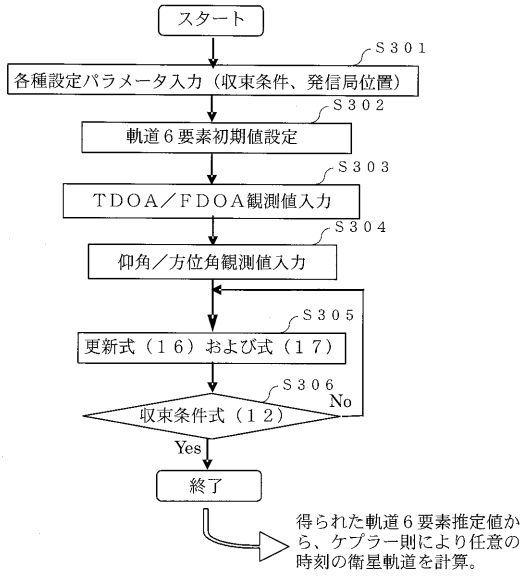 スタート
S301
各種設定パラメータ入力（収束条件、発信局位置）
S302
軌道6要素初期値設定
S303
TDOA／FDOA観測値入力
S304
仰角／方位角観測値入力
S305
更新式（16）および式（17）
S306
収束条件式（12）
No
Yes
終了
得られた軌道6要素推定値か
ら、ケプラー則により任意の
時刻の衛星軌道を計算。